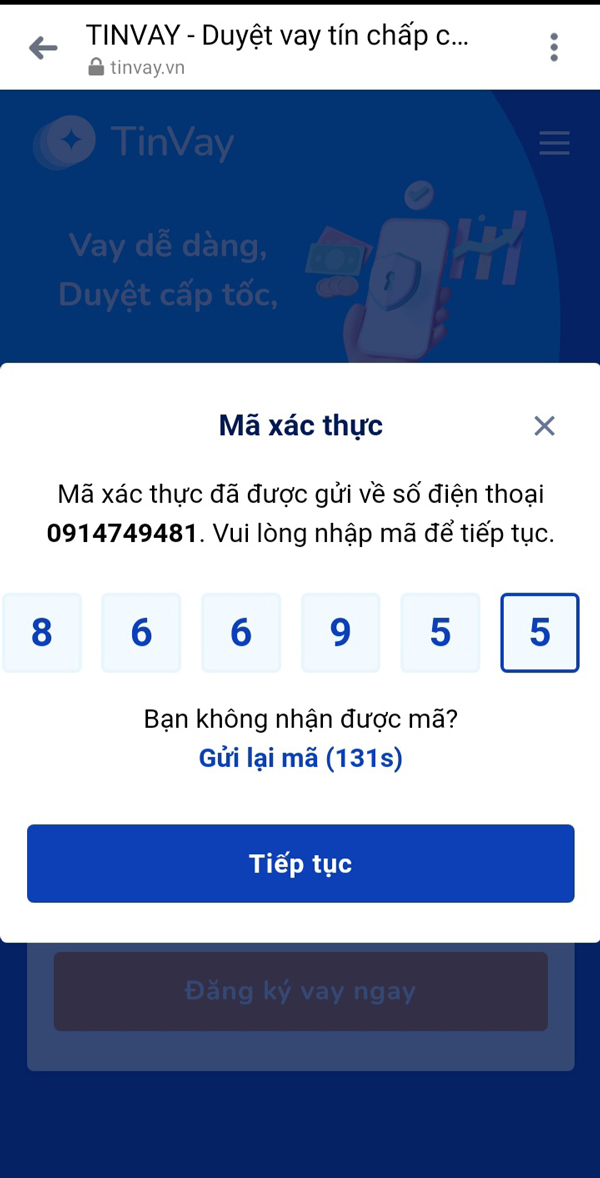 TINVAY - Duyệt vay tín chấp c...
tinvay.vn
TinVay
Vay dễ dàng,
Duyệt cấp tốc,
Mã xác thực
Mã xác thực đã được gửi về số điện thoại
0914749481. Vui lòng nhập mã để tiếp tục.
8 6 6 9 5 5
Bạn không nhận được mã?
Gửi lại mã (131s)
Tiếp tục
Đăng ký vay ngay